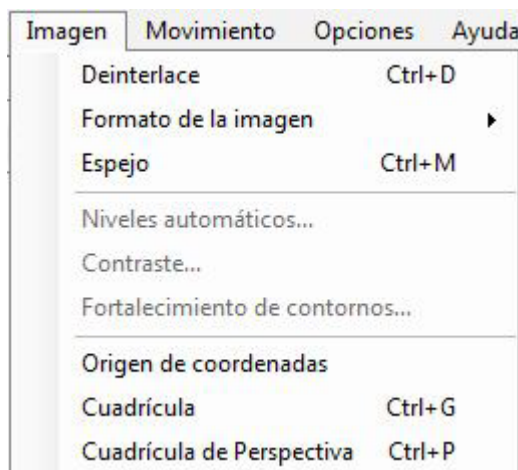 Imagen Movimiento Opciones Ayuda
Deinterlace Ctrl+D
Formato de la imagen
Espejo Ctrl+M
Niveles automáticos...
Contraste...
Fortalecimiento de contornos...
Origen de coordenadas
Cuadrícula Ctrl+G
Cuadrícula de Perspectiva Ctrl+P